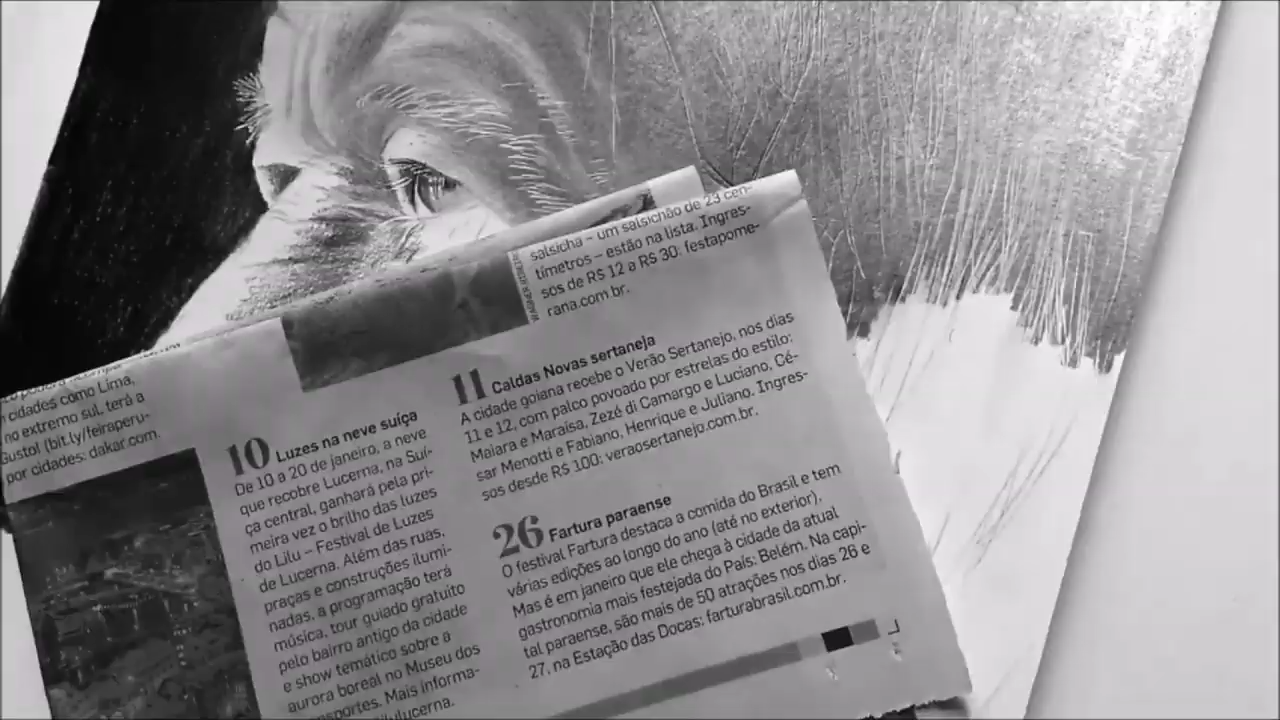 cidades como Lima,
no extremo sul, terá a
Gusto! (bit.ly/feiraperu-
por cidades: dakar.com.
10 Luzes na neve suíça
De 10 a 20 de janeiro, a neve
que recobre Lucerna, na Suí-
ça central, ganhará pela pri-
meira vez o brilho das luzes
do Lilu – Festival de Luzes
de Lucerna. Além das ruas,
praças e construções ilumi-
nadas, a programação terá
música, tour guiado gratuito
pelo bairro antigo da cidade
e show temático sobre a
aurora boreal no Museu dos
Mais informa-
salsicha – um salsichão de 23 cen-
tímetros – estão na lista. Ingres-
sos de R$ 12 a R$ 30: festapome-
rana.com.br.
11 Caldas Novas sertaneja
A cidade goiana recebe o Verão Sertanejo, nos dias
11 e 12, com palco povoado por estrelas do estilo:
Maiara e Maraisa, Zezé di Camargo e Luciano, Cé-
sar Menotti e Fabiano, Henrique e Juliano. Ingres-
sos desde R$ 100: veraosertanejo.com.br.
26 Fartura paraense
O festival Fartura destaca a comida do Brasil e tem
várias edições ao longo do ano (até no exterior).
Mas é em janeiro que ele chega à cidade da atual
gastronomia mais festejada do País: Belém. Na capi-
tal paraense, são mais de 50 atrações nos dias 26 e
27, na Estação das Docas: farturabrasil.com.br.